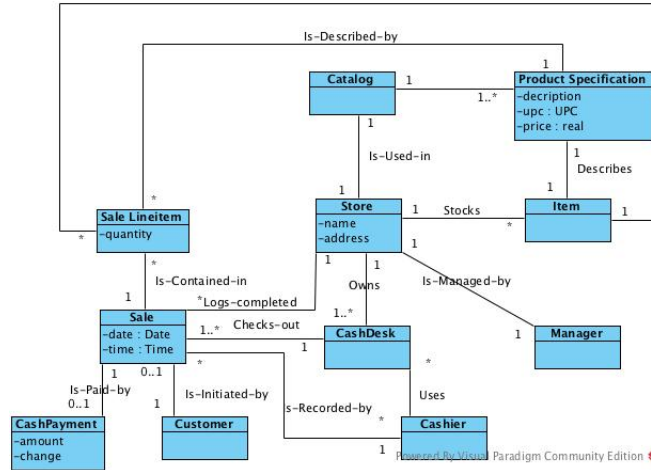 Is-Described-by
1
Catalog
1
1..*
Product Specification
-decription
-upc : UPC
-price : real
1
Is-Used-in
1
Describes
1
1
*
*
Sale Lineitem
-quantity
Store
-name
-address
1
Stocks
*
Item
1
*
Is-Contained-in
1
1
1
1
Owns
Is-Managed-by
*Logs-completed
1..*
Sale
-date : Date
-time : Time
1..*
Checks-out
1
CashDesk
1
Manager
*
*
1
0..1
Is-Paid-by
0..1
Is-Initiated-by
1
Is-Recorded-by
Uses
*
1
CashPayment
-amount
-change
Customer
Cashier
Powered By Visual Paradigm Community Edition